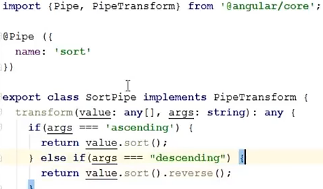 import {Pipe, PipeTransform} from '@angular/core';
@Pipe ({
name: 'sort'
})
export class SortPipe implements PipeTransform {
transform(value: any[], args: string): any {
if(args === 'ascending') {
return value.sort();
} else if(args === "descending") {
return value.sort().reverse();
}